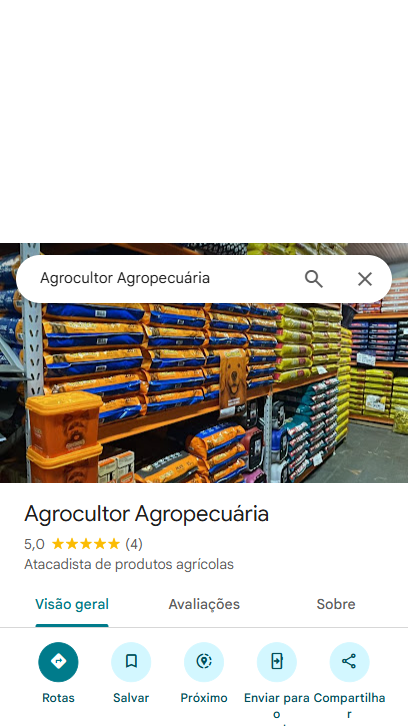 Agrocultor Agropecuária
Agrocultor Agropecuária
5,0 ★★★★★ (4)
Atacadista de produtos agrícolas
Visão geral Avaliações Sobre
Rotas Salvar Próximo Enviar para o Compartilhar